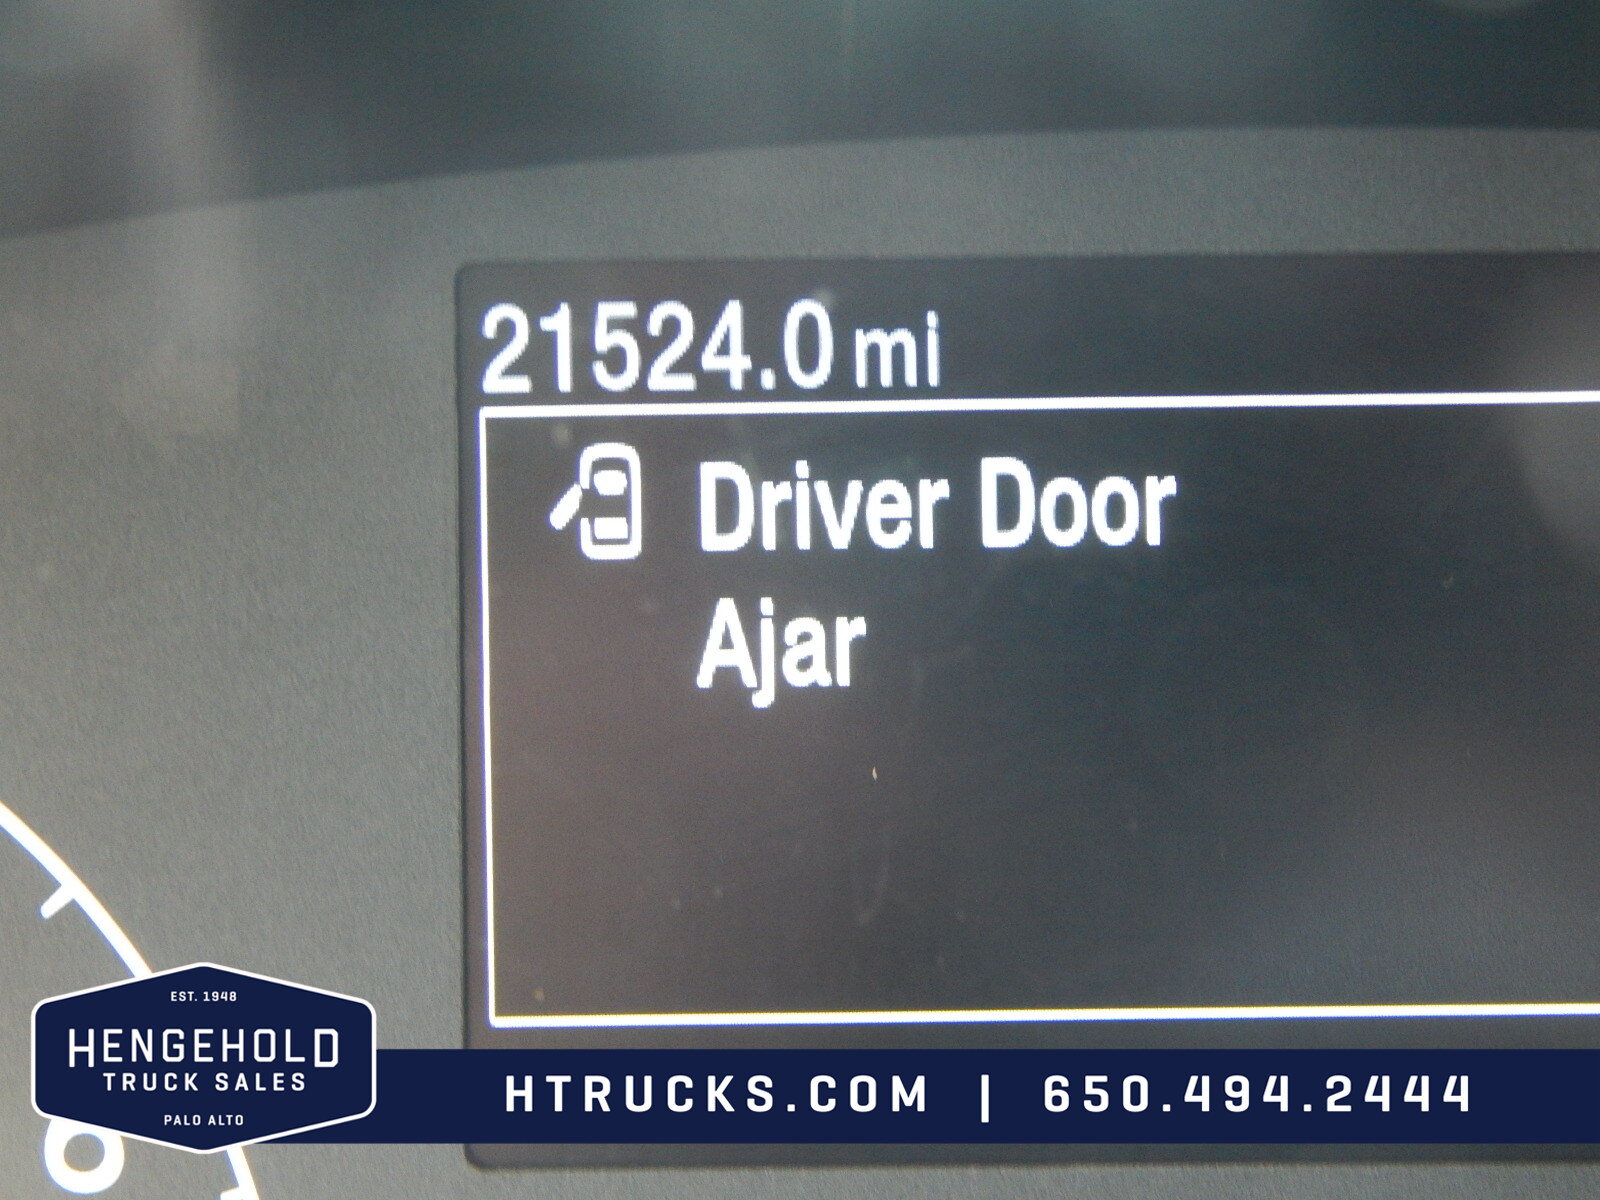 21524.0 mi
Driver Door
Ajar
EST. 1948
HENGEHOLD
TRUCK SALES
PALO ALTO
HTRUCKS.COM | 650.494.2444